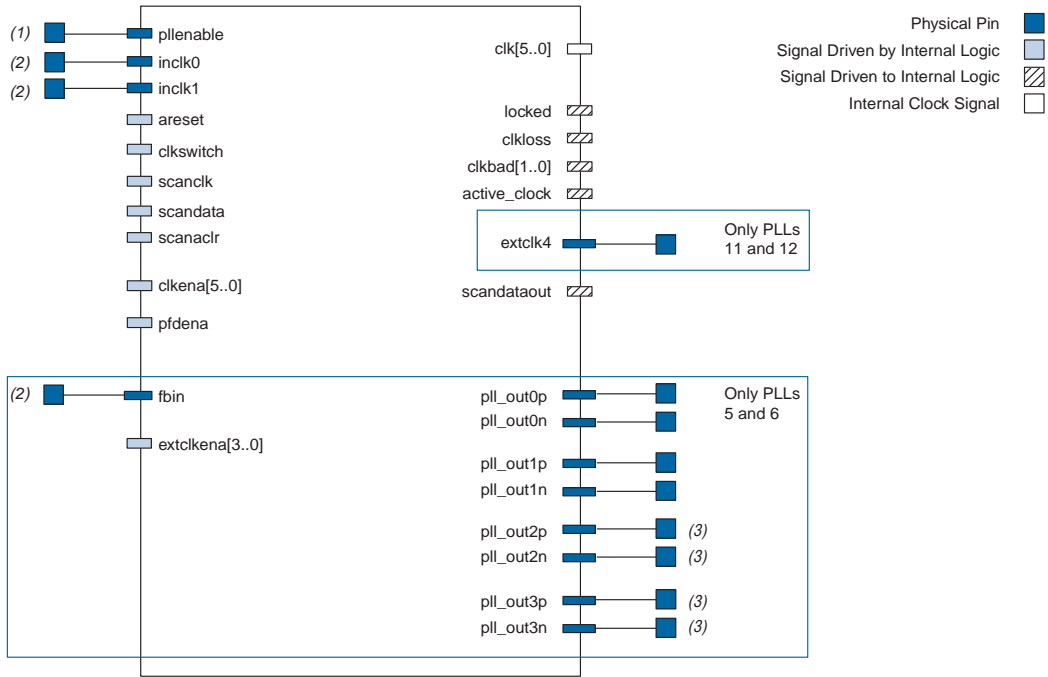 (1) pllenable
(2) inclk0
(2) inclk1
areset
clkswitch
scanclk
scandata
scanaclr
clkena[5..0]
pfdena
(2) fbin
extclkena[3..0]
clk[5..0]
locked
clkloss
clkbad[1..0]
active_clock
extclk4
Only PLLs
11 and 12
scandataout
pll_out0p
Only PLLs
5 and 6
pll_out0n
pll_out1p
pll_out1n
pll_out2p (3)
pll_out2n (3)
pll_out3p (3)
pll_out3n (3)
Physical Pin
Signal Driven by Internal Logic
Signal Driven to Internal Logic
Internal Clock Signal